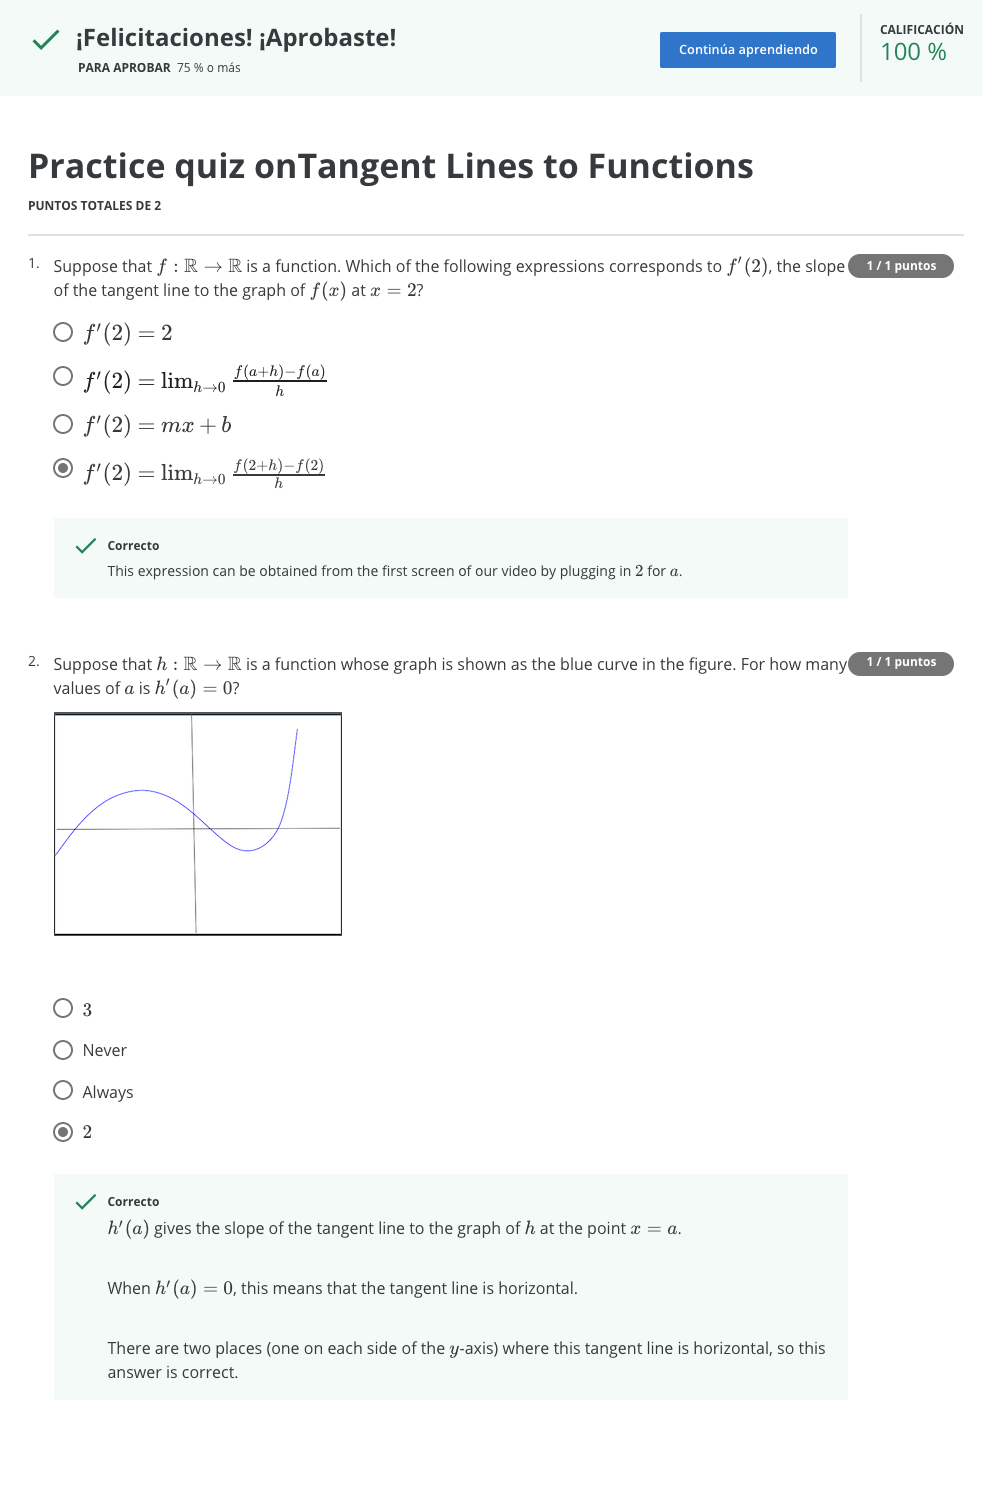 ¡Felicitaciones! ¡Aprobaste!
PARA APROBAR 75 % o más
Continúa aprendiendo
CALIFICACIÓN
100 %
Practice quiz onTangent Lines to Functions
PUNTOS TOTALES DE 2
1. Suppose that f : ℝ → ℝ is a function. Which of the following expressions corresponds to f′(2), the slope
of the tangent line to the graph of f(x) at x = 2?
1 / 1 puntos
f′(2) = 2
f′(2) = lim_{h→0} \frac{f(a+h)−f(a)}{h}
f′(2) = mx + b
f′(2) = lim_{h→0} \frac{f(2+h)−f(2)}{h}
Correcto
This expression can be obtained from the first screen of our video by plugging in 2 for a.
2. Suppose that h : ℝ → ℝ is a function whose graph is shown as the blue curve in the figure. For how many
values of a is h′(a) = 0?
1 / 1 puntos
3
Never
Always
2
Correcto
h′(a) gives the slope of the tangent line to the graph of h at the point x = a.
When h′(a) = 0, this means that the tangent line is horizontal.
There are two places (one on each side of the y-axis) where this tangent line is horizontal, so this
answer is correct.